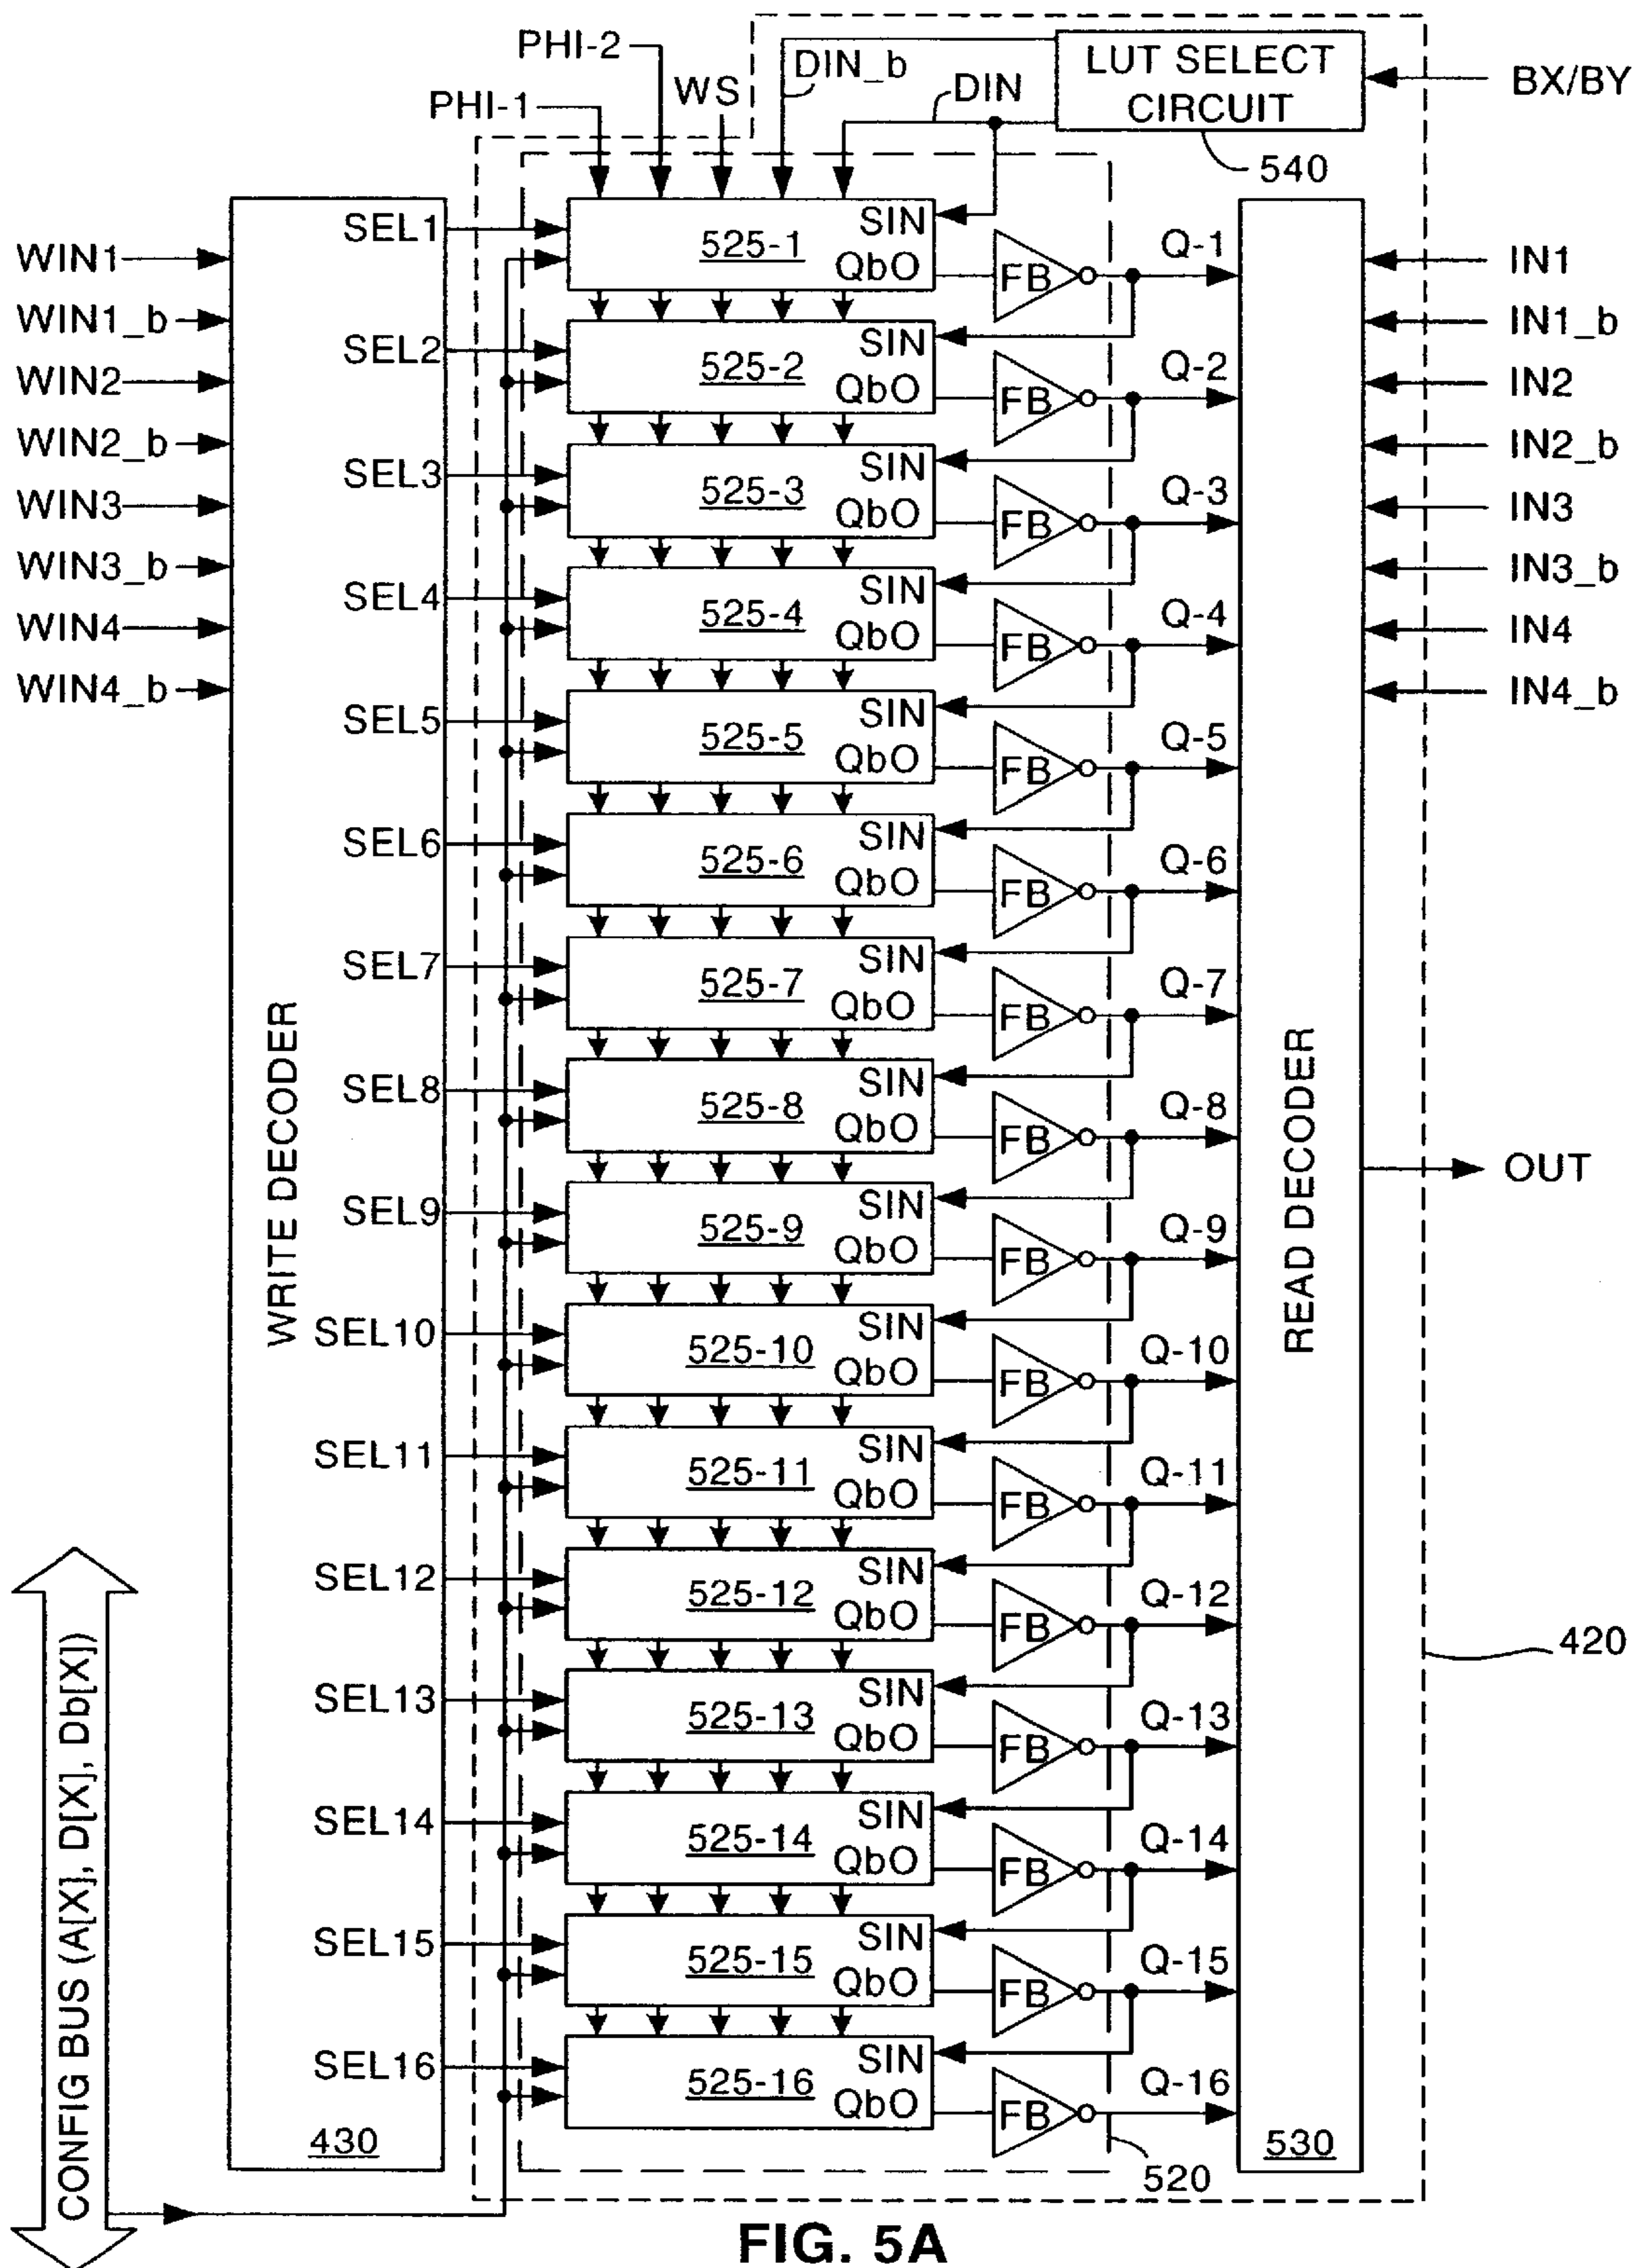 PHI-2
DIN_b
LUT SELECT
CIRCUIT
BX/BY
PHI-1
WS
DIN
540
WIN1
WIN1_b
WIN2
WIN2_b
WIN3
WIN3_b
WIN4
WIN4_b
WRITE DECODER
430
SEL1
525-1
SIN
QbO
FB
Q-1
SEL2
525-2
SIN
QbO
FB
Q-2
SEL3
525-3
SIN
QbO
FB
Q-3
SEL4
525-4
SIN
QbO
FB
Q-4
SEL5
525-5
SIN
QbO
FB
Q-5
SEL6
525-6
SIN
QbO
FB
Q-6
SEL7
525-7
SIN
QbO
FB
Q-7
SEL8
525-8
SIN
QbO
FB
Q-8
SEL9
525-9
SIN
QbO
FB
Q-9
SEL10
525-10
SIN
QbO
FB
Q-10
SEL11
525-11
SIN
QbO
FB
Q-11
SEL12
525-12
SIN
QbO
FB
Q-12
SEL13
525-13
SIN
QbO
FB
Q-13
SEL14
525-14
SIN
QbO
FB
Q-14
SEL15
525-15
SIN
QbO
FB
Q-15
SEL16
525-16
SIN
QbO
FB
Q-16
READ DECODER
530
IN1
IN1_b
IN2
IN2_b
IN3
IN3_b
IN4
IN4_b
OUT
420
520
CONFIG BUS (A[X], D[X], Db[X])
FIG. 5A